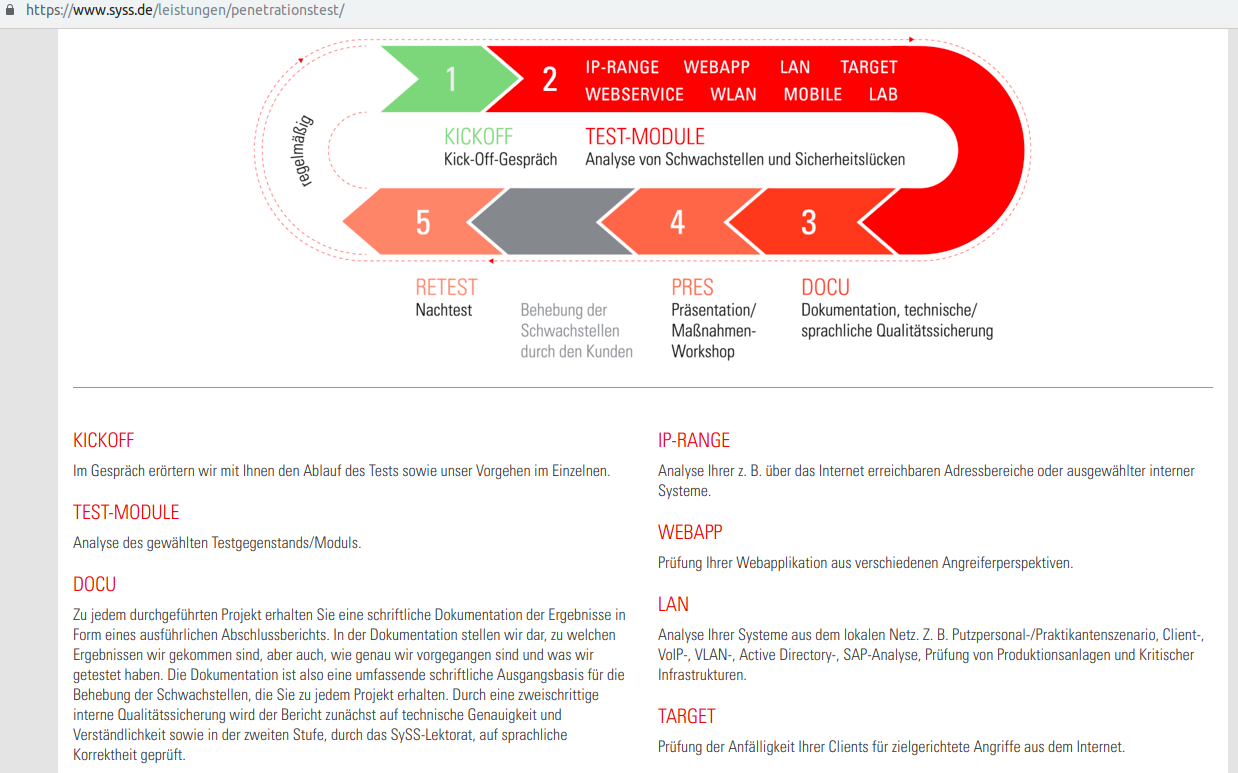 https://www.syss.de/leistungen/penetrationstest/
1
2
IP-RANGE WEBAPP LAN TARGET
WEBSERVICE WLAN MOBILE LAB
regelmäßig
KICKOFF
Kick-Off-Gespräch
TEST-MODULE
Analyse von Schwachstellen und Sicherheitslücken
5
4
3
RETEST
Nachtest
Behebung der
Schwachstellen
durch den Kunden
PRES
Präsentation/
Maßnahmen-
Workshop
DOCU
Dokumentation, technische/
sprachliche Qualitätssicherung
KICKOFF
Im Gespräch erörtern wir mit Ihnen den Ablauf des Tests sowie unser Vorgehen im Einzelnen.
TEST-MODULE
Analyse des gewählten Testgegenstands/Moduls.
DOCU
Zu jedem durchgeführten Projekt erhalten Sie eine schriftliche Dokumentation der Ergebnisse in
Form eines ausführlichen Abschlussberichts. In der Dokumentation stellen wir dar, zu welchen
Ergebnissen wir gekommen sind, aber auch, wie genau wir vorgegangen sind und was wir
getestet haben. Die Dokumentation ist also eine umfassende schriftliche Ausgangsbasis für die
Behebung der Schwachstellen, die Sie zu jedem Projekt erhalten. Durch eine zweischrittige
interne Qualitätssicherung wird der Bericht zunächst auf technische Genauigkeit und
Verständlichkeit sowie in der zweiten Stufe, durch das SySS-Lektorat, auf sprachliche
Korrektheit geprüft.
IP-RANGE
Analyse Ihrer z. B. über das Internet erreichbaren Adressbereiche oder ausgewählter interner
Systeme.
WEBAPP
Prüfung Ihrer Webapplikation aus verschiedenen Angreiferperspektiven.
LAN
Analyse Ihrer Systeme aus dem lokalen Netz. Z. B. Putzpersonal-/Praktikantenszenario, Client-,
VoIP-, VLAN-, Active Directory-, SAP-Analyse, Prüfung von Produktionsanlagen und Kritischer
Infrastrukturen.
TARGET
Prüfung der Anfälligkeit Ihrer Clients für zielgerichtete Angriffe aus dem Internet.